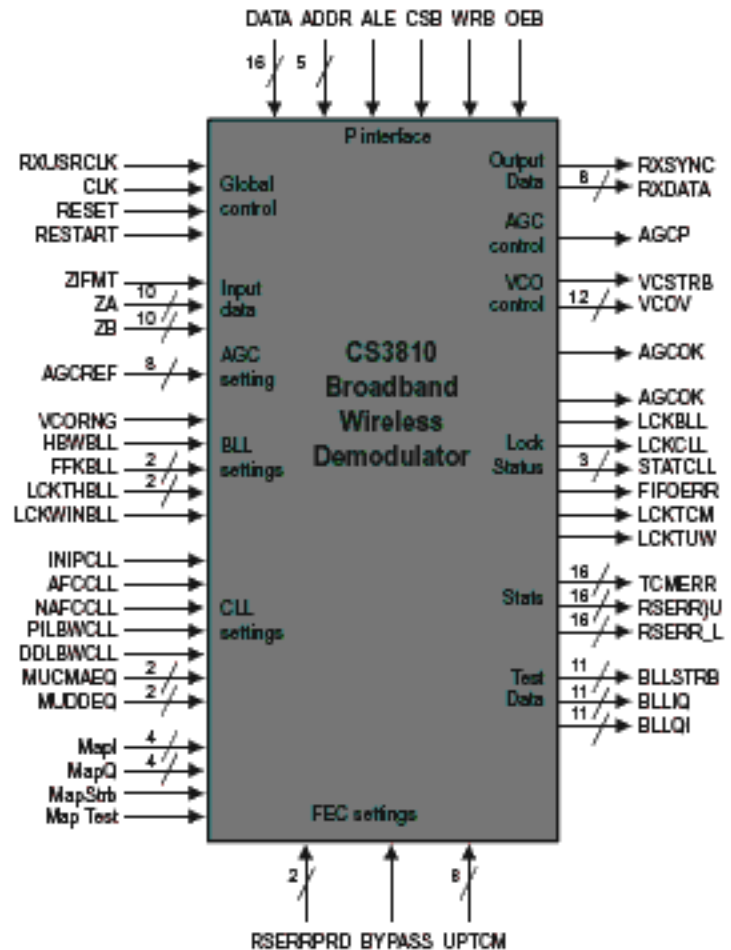 DATA ADDR ALE CSB WRB OEB
16 5
P interface
RXUSRCLK
CLK
RESET
RESTART
Global
control
Output
Data
8
RXSYNC
RXDATA
AGC
control
AGCP
ZIFMT
ZA
ZB
10
10
Input
data
VCO
control
12
VCSTRB
VCOV
AGCREF
8
AGC
setting
AGCOK
CS3810
Broadband
Wireless
Demodulator
VCORNG
HBWBLL
FFKBLL
LCKTHBLL
LCKWINBLL
2
2
BLL
settings
Lock
Status
3
AGCOK
LCKBLL
LCKCLL
STATCLL
FIFOERR
LCKTCM
LCKTUW
INIPCLL
AFCCLL
NAFCCLL
PILBWCLL
DDLBWCLL
MUCMAEQ
MUDDEQ
2
2
CLL
settings
Stats
16
16
16
TCMERR
RSERR)U
RSERR_L
Test
Data
11
11
11
BLLSTRB
BLLIQ
BLLQI
MapI
MapQ
MapStrb
Map Test
4
4
FEC settings
2 8
RSERRPRD BYPASS UPTCM